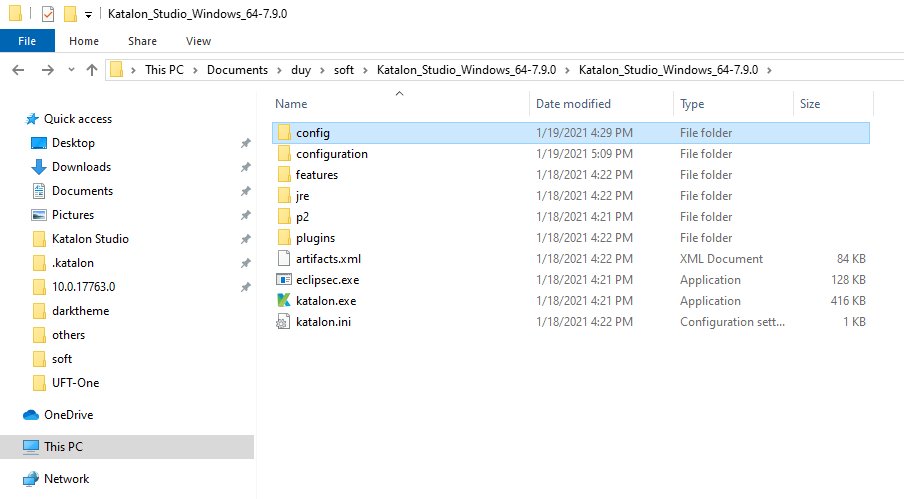 Katalon_Studio_Windows_64-7.9.0
File Home Share View
This PC Documents duy soft Katalon_Studio_Windows_64-7.9.0 Katalon_Studio_Windows_64-7.9.0
Name Date modified Type Size
Quick access
Desktop
Downloads
Documents
Pictures
Katalon Studio
.katalon
10.0.17763.0
darktheme
others
soft
UFT-One
OneDrive
This PC
Network
config 1/19/2021 4:29 PM File folder
configuration 1/19/2021 5:09 PM File folder
features 1/18/2021 4:22 PM File folder
jre 1/18/2021 4:22 PM File folder
p2 1/18/2021 4:21 PM File folder
plugins 1/18/2021 4:22 PM File folder
artifacts.xml 1/18/2021 4:22 PM XML Document 84 KB
eclipsec.exe 1/18/2021 4:21 PM Application 128 KB
katalon.exe 1/18/2021 4:21 PM Application 416 KB
katalon.ini 1/18/2021 4:22 PM Configuration sett... 1 KB